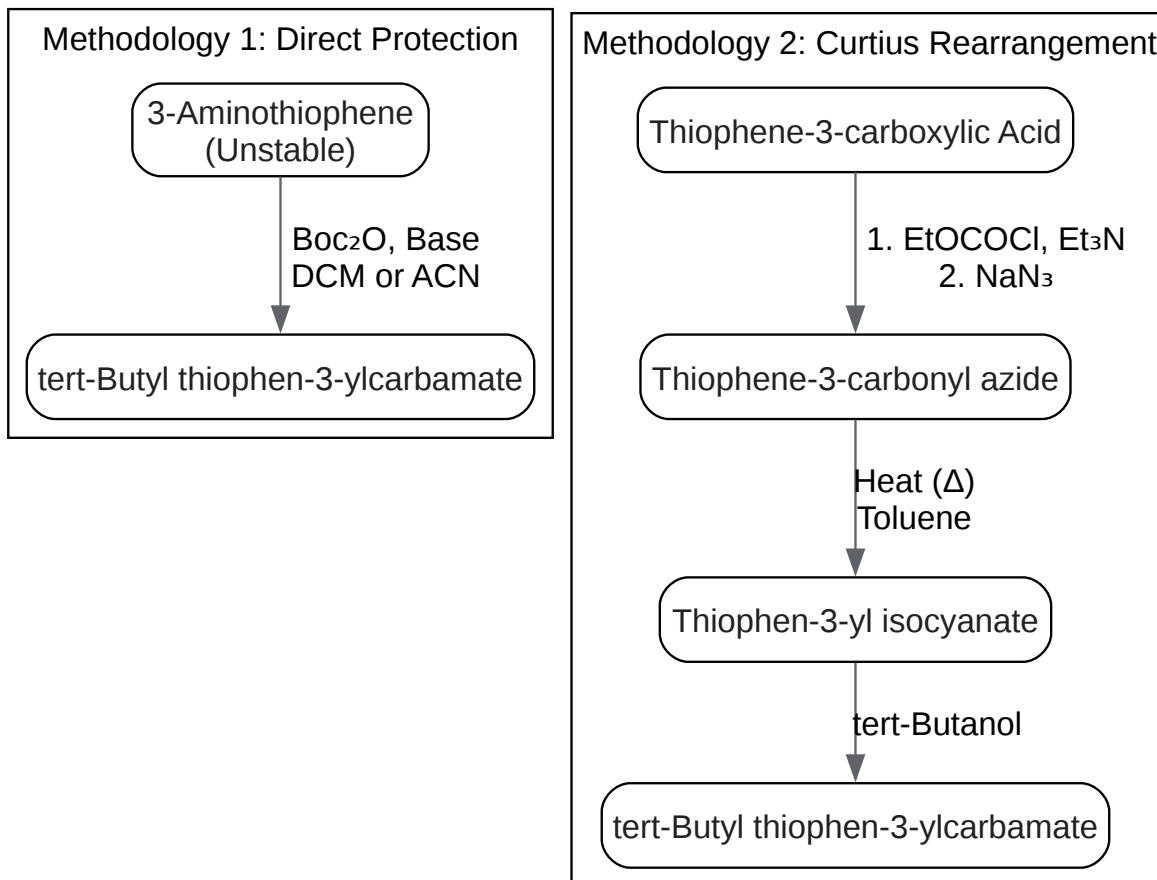 Methodology 1: Direct Protection
3-Aminothiophene
(Unstable)
Boc₂O, Base
DCM or ACN
tert-Butyl thiophen-3-ylcarbamate
Methodology 2: Curtius Rearrangement
Thiophene-3-carboxylic Acid
1. EtOCOCl, Et₃N
2. NaN₃
Thiophene-3-carbonyl azide
Heat (Δ)
Toluene
Thiophen-3-yl isocyanate
tert-Butanol
tert-Butyl thiophen-3-ylcarbamate